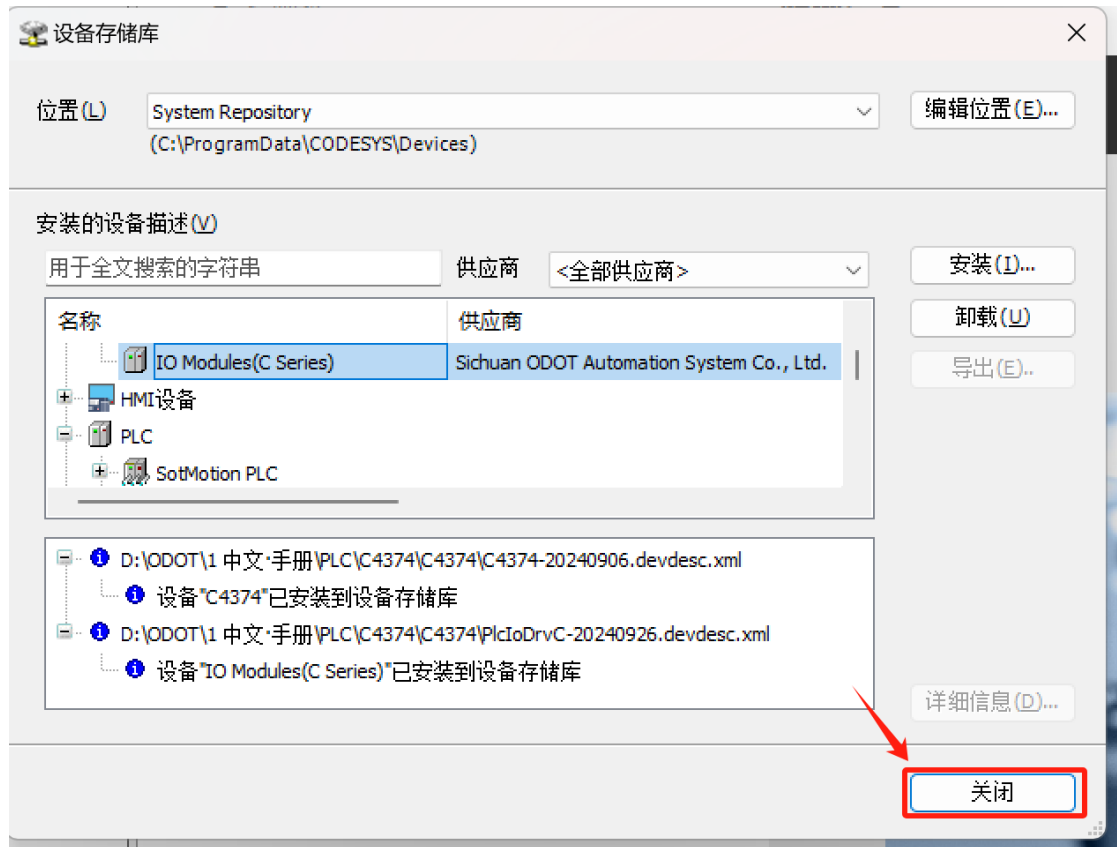 设备存储库
位置(L)
System Repository
编辑位置(E)...
(C:\ProgramData\CODESYS\Devices)
安装的设备描述(V)
用于全文搜索的字符串
供应商
<全部供应商>
安装(I)...
名称
供应商
卸载(U)
IO Modules(C Series)
Sichuan ODOT Automation System Co., Ltd.
导出(E)..
HMI设备
PLC
SotMotion PLC
D:\ODOT\1 中文·手册\PLC\C4374\C4374\C4374-20240906.devdesc.xml
设备"C4374"已安装到设备存储库
D:\ODOT\1 中文·手册\PLC\C4374\C4374\PlcIoDrvC-20240926.devdesc.xml
设备"IO Modules(C Series)"已安装到设备存储库
详细信息(D)...
关闭